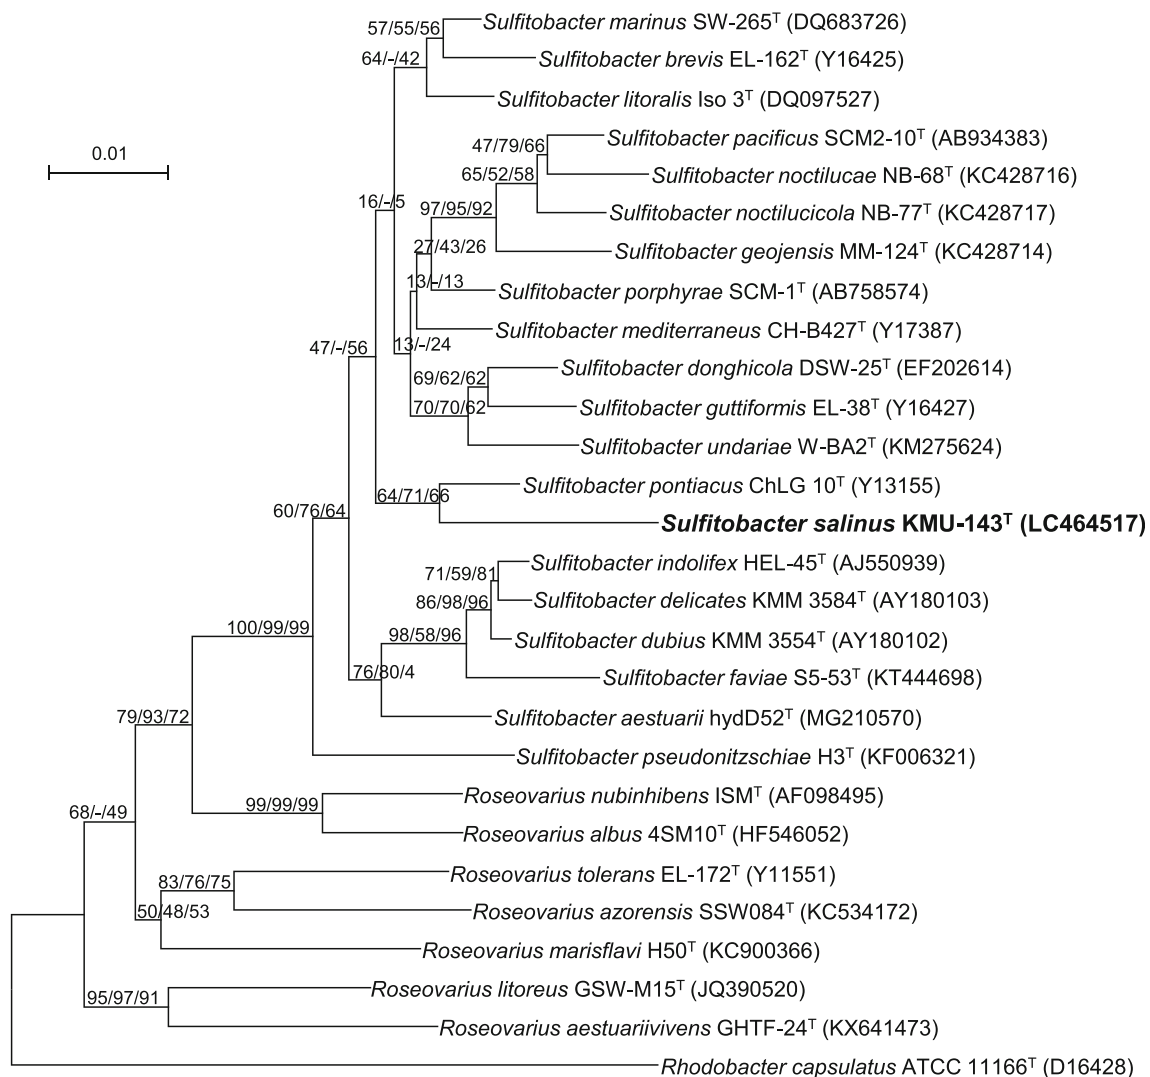 57/55/56
Sulfitobacter marinus SW-265ᵀ (DQ683726)
64/-/42
Sulfitobacter brevis EL-162ᵀ (Y16425)
Sulfitobacter litoralis Iso 3ᵀ (DQ097527)
0.01
47/79/66
Sulfitobacter pacificus SCM2-10ᵀ (AB934383)
65/52/58
Sulfitobacter noctilucae NB-68ᵀ (KC428716)
16/-/5
97/95/92
Sulfitobacter noctilucicola NB-77ᵀ (KC428717)
27/43/26
Sulfitobacter geojensis MM-124ᵀ (KC428714)
13/-/13
Sulfitobacter porphyrae SCM-1ᵀ (AB758574)
Sulfitobacter mediterraneus CH-B427ᵀ (Y17387)
47/-/56
13/-/24
Sulfitobacter donghicola DSW-25ᵀ (EF202614)
69/62/62
70/70/62
Sulfitobacter guttiformis EL-38ᵀ (Y16427)
Sulfitobacter undariae W-BA2ᵀ (KM275624)
64/71/66
Sulfitobacter pontiacus ChLG 10ᵀ (Y13155)
60/76/64
Sulfitobacter salinus KMU-143ᵀ (LC464517)
71/59/81
Sulfitobacter indolifex HEL-45ᵀ (AJ550939)
86/98/96
Sulfitobacter delicates KMM 3584ᵀ (AY180103)
100/99/99
98/58/96
Sulfitobacter dubius KMM 3554ᵀ (AY180102)
76/80/4
Sulfitobacter faviae S5-53ᵀ (KT444698)
79/93/72
Sulfitobacter aestuarii hydD52ᵀ (MG210570)
Sulfitobacter pseudonitzschiae H3ᵀ (KF006321)
68/-/49
99/99/99
Roseovarius nubinhibens ISMᵀ (AF098495)
Roseovarius albus 4SM10ᵀ (HF546052)
83/76/75
Roseovarius tolerans EL-172ᵀ (Y11551)
50/48/53
Roseovarius azorensis SSW084ᵀ (KC534172)
Roseovarius marisflavi H50ᵀ (KC900366)
95/97/91
Roseovarius litoreus GSW-M15ᵀ (JQ390520)
Roseovarius aestuariivivens GHTF-24ᵀ (KX641473)
Rhodobacter capsulatus ATCC 11166ᵀ (D16428)